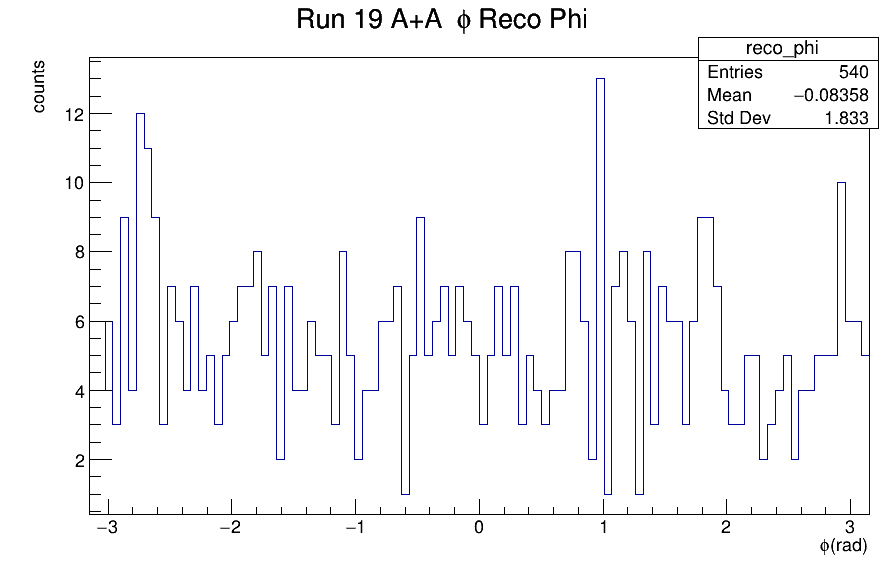 Run 19 A+A ϕ Reco Phi
counts
reco_phi
Entries 540
Mean −0.08358
Std Dev 1.833
12
10
8
6
4
2
−3 −2 −1 0 1 2 3
ϕ(rad)